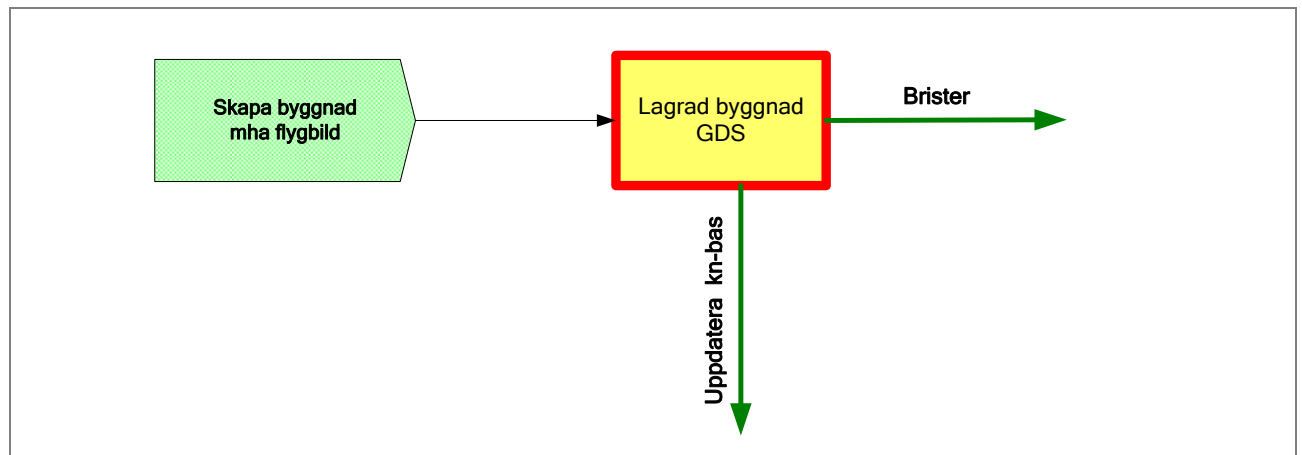 Skapa byggnad
mha flygbild
Lagrad byggnad
GDS
Brister
Uppdatera kn-bas